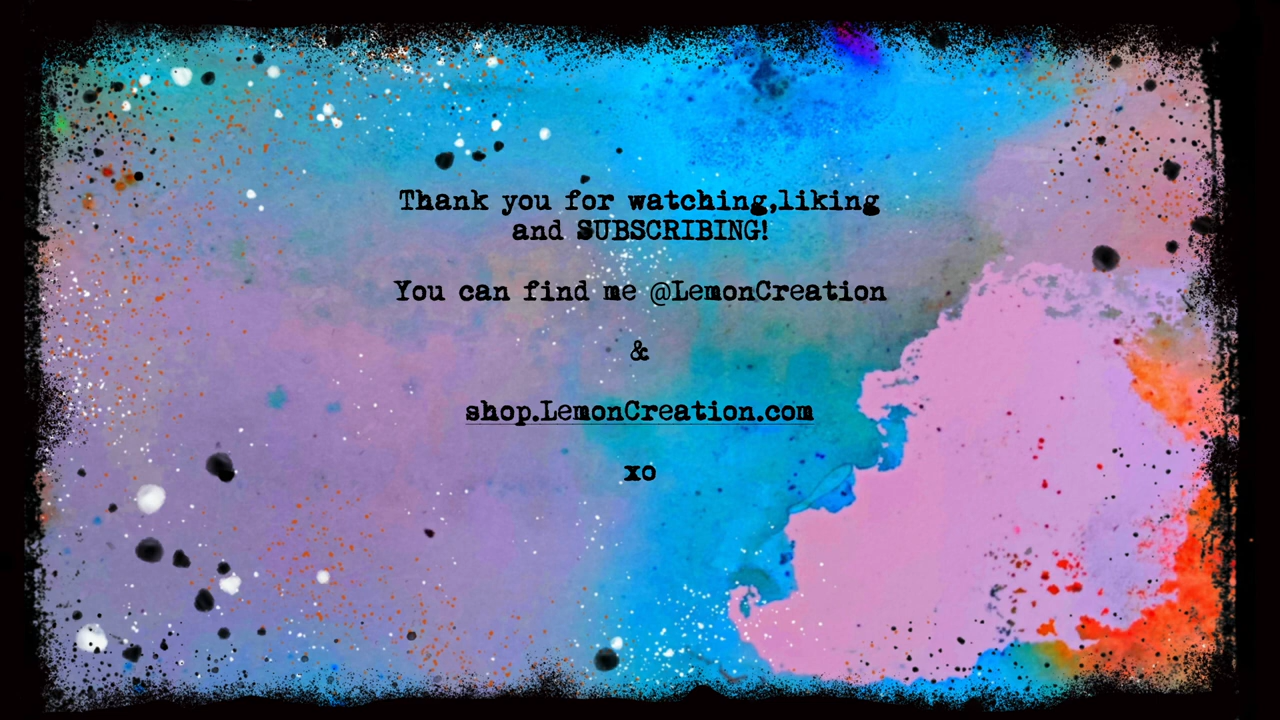 Thank you for watching,liking
and SUBSCRIBING!
You can find me @LemonCreation
&
shop.LemonCreation.com
xo